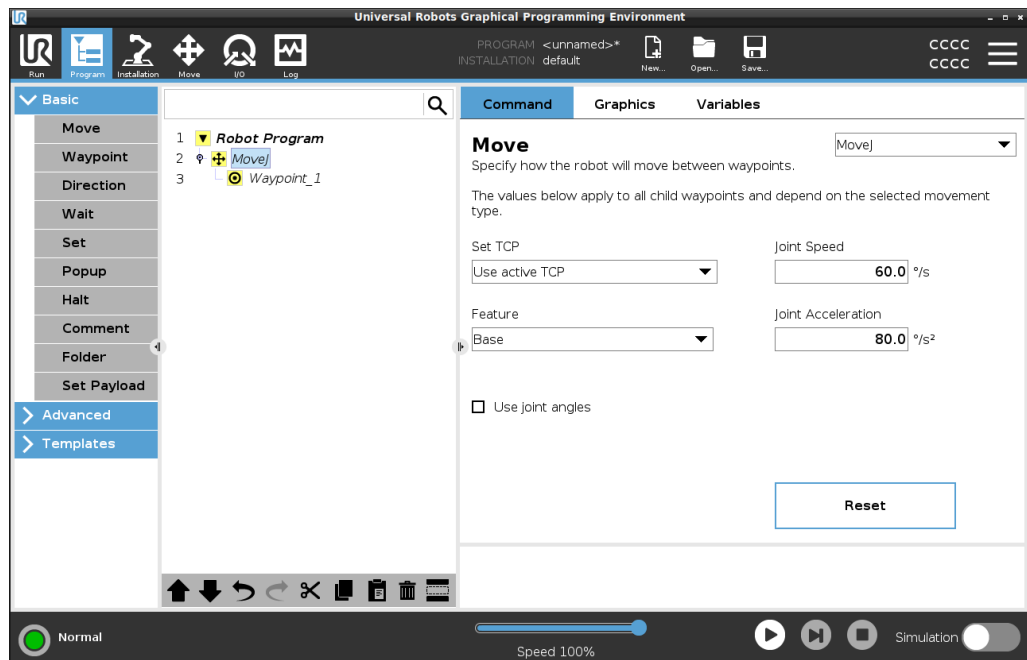 UR
Universal Robots Graphical Programming Environment
UR
Run
Program
Installation
Move
I/O
Log
PROGRAM <unnamed>*
INSTALLATION default
New...
Open...
Save...
CCCC
CCCC
Basic
Move
Waypoint
Direction
Wait
Set
Popup
Halt
Comment
Folder
Set Payload
Advanced
Templates
1 Robot Program
2 MoveJ
3 Waypoint_1
Command Graphics Variables
Move
MoveJ
Specify how the robot will move between waypoints.
The values below apply to all child waypoints and depend on the selected movement
type.
Set TCP
Joint Speed
Use active TCP
60.0 °/s
Feature
Joint Acceleration
Base
80.0 °/s²
Use joint angles
Reset
Normal
Speed 100%
Simulation